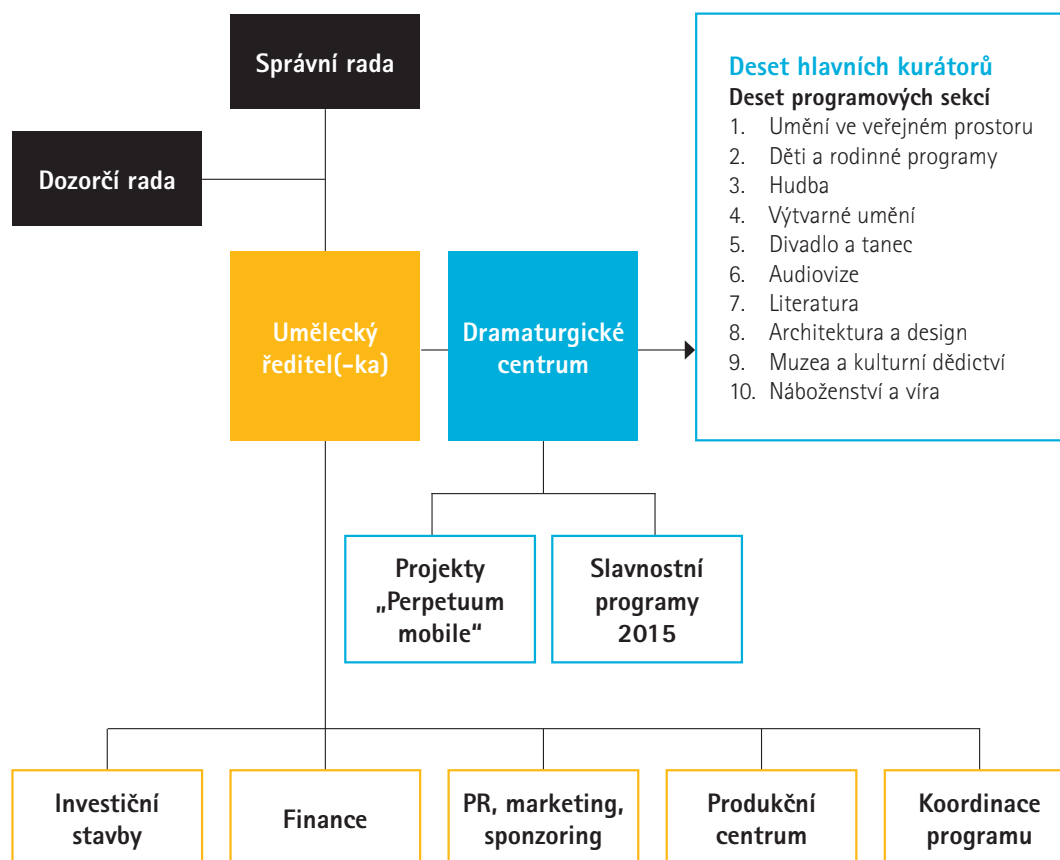 Správní rada
Dozorčí rada
Deset hlavních kurátorů
Deset programových sekcí
1. Umění ve veřejném prostoru
2. Děti a rodinné programy
3. Hudba
4. Výtvarné umění
5. Divadlo a tanec
6. Audiovize
7. Literatura
8. Architektura a design
9. Muzea a kulturní dědictví
10. Náboženství a víra
Umělecký
ředitel(-ka)
Dramaturgické
centrum
Projekty
„Perpetuum
mobile“
Slavnostní
programy
2015
Investiční
stavby
Finance
PR, marketing,
sponzoring
Produkční
centrum
Koordinace
programu